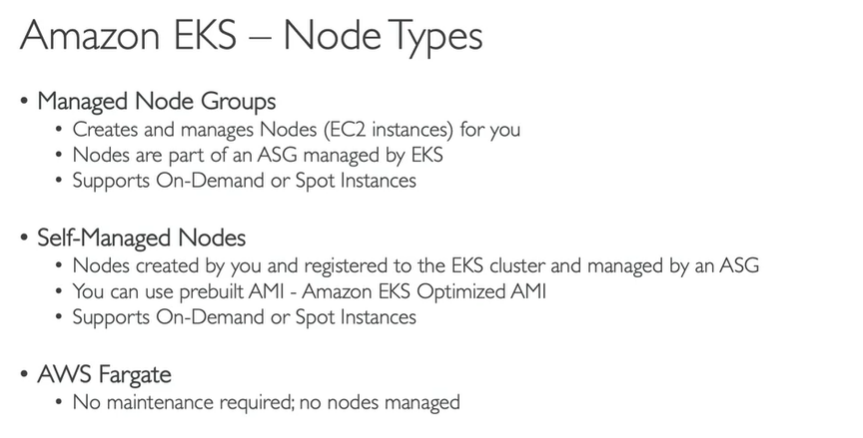 Amazon EKS – Node Types
• Managed Node Groups
• Creates and manages Nodes (EC2 instances) for you
• Nodes are part of an ASG managed by EKS
• Supports On-Demand or Spot Instances
• Self-Managed Nodes
• Nodes created by you and registered to the EKS cluster and managed by an ASG
• You can use prebuilt AMI - Amazon EKS Optimized AMI
• Supports On-Demand or Spot Instances
• AWS Fargate
• No maintenance required; no nodes managed